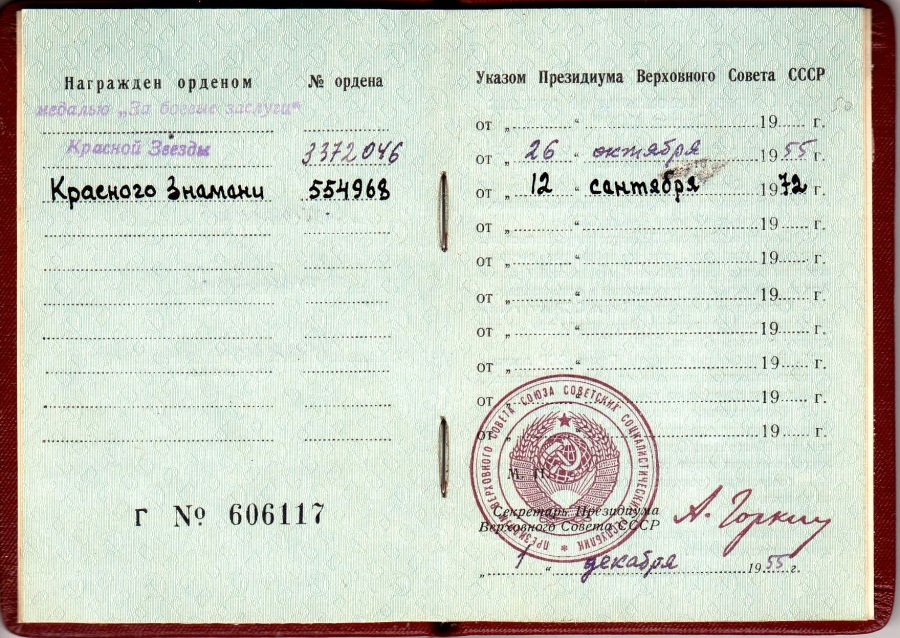 Награжден орденом № ордена
медалью „За боевые заслуги“
Красной Звезды 3372046
Красного Знамани 554968
Г № 606117
Указом Президиума Верховного Совета СССР
50
от „ “ 19 г.
от „ 26 “ октября 1955 г.
от „ 12 “ сантября 1972 г.
от „ “ 19 г.
от „ “ 19 г.
от „ “ 19 г.
от „ “ 19 г.
от „ “ 19 г.
от „ “ 19 г.
от „ “ 19 г.
ПРЕЗИДИУМ ВЕРХОВНОГО СОВЕТА СОЮЗА СОВЕТСКИХ СОЦИАЛИСТИЧЕСКИХ РЕСПУБЛИК
М. П.
Секретарь Президиума
Верховного Совета СССР
А. Горкин
„ 1 “ декабря 1955 г.